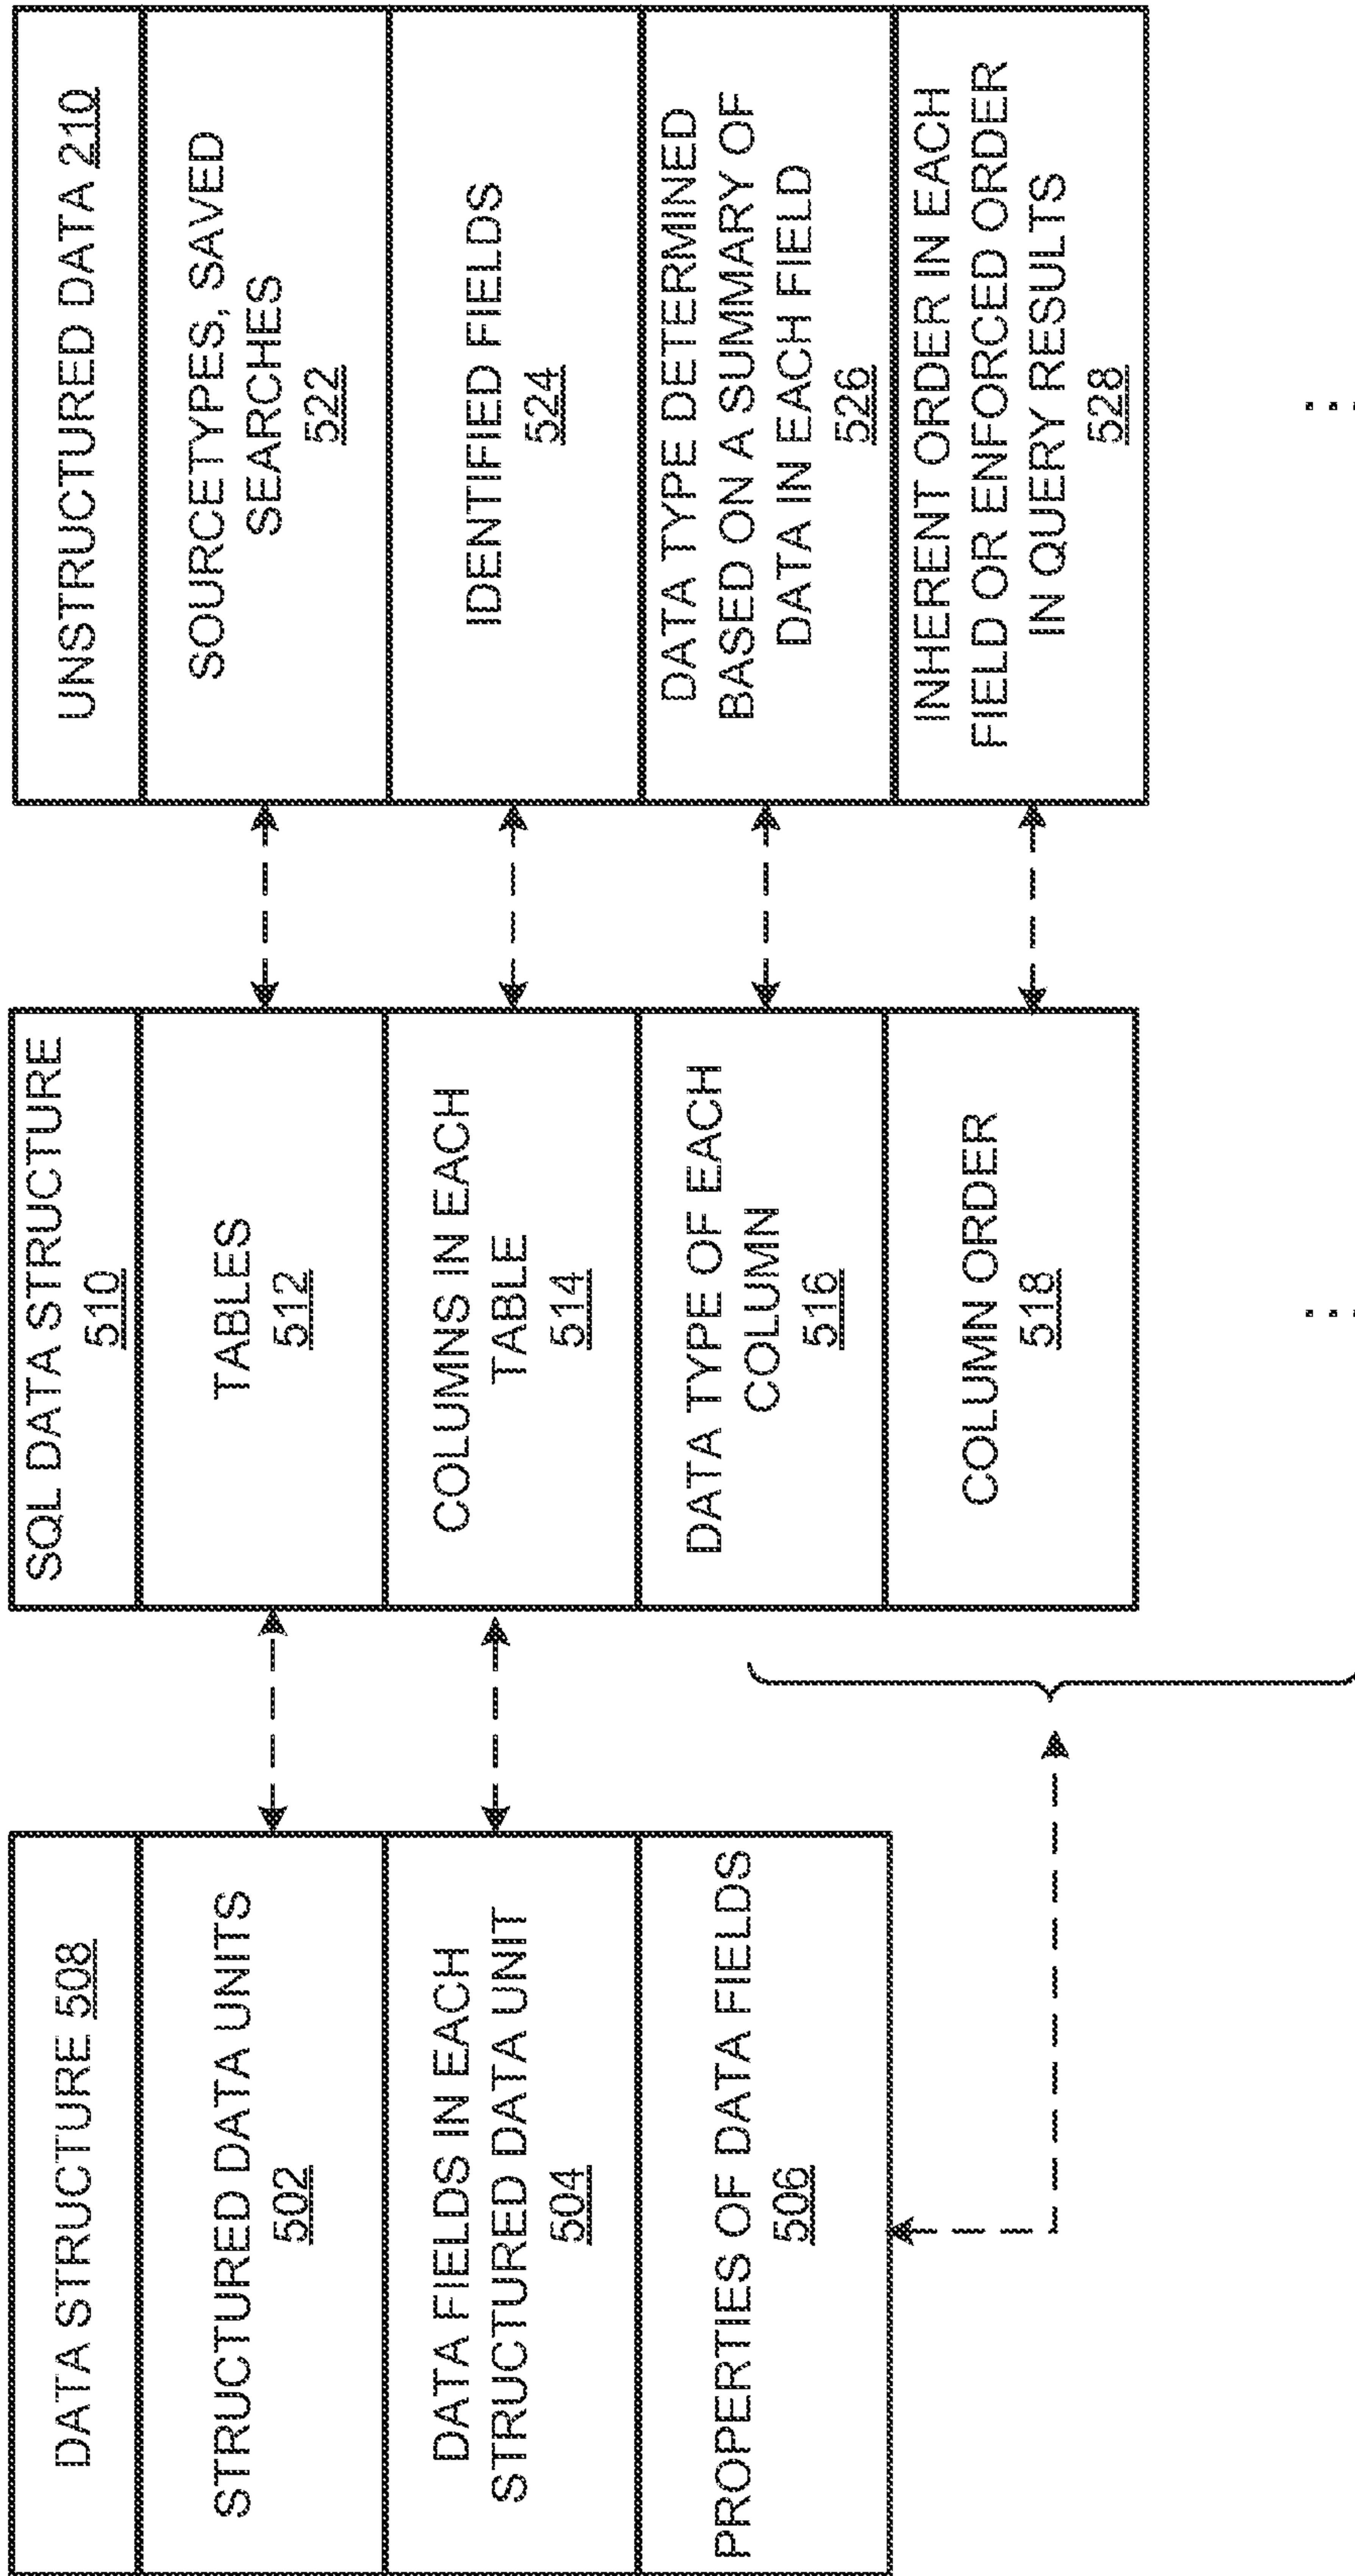 DATA STRUCTURE 508
STRUCTURED DATA UNITS
502
DATA FIELDS IN EACH
STRUCTURED DATA UNIT
504
PROPERTIES OF DATA FIELDS
506
SQL DATA STRUCTURE
510
TABLES
512
COLUMNS IN EACH
TABLE
514
DATA TYPE OF EACH
COLUMN
516
COLUMN ORDER
518
...
UNSTRUCTURED DATA 210
SOURCETYPES, SAVED
SEARCHES
522
IDENTIFIED FIELDS
524
DATA TYPE DETERMINED
BASED ON A SUMMARY OF
DATA IN EACH FIELD
526
INHERENT ORDER IN EACH
FIELD OR ENFORCED ORDER
IN QUERY RESULTS
528
...